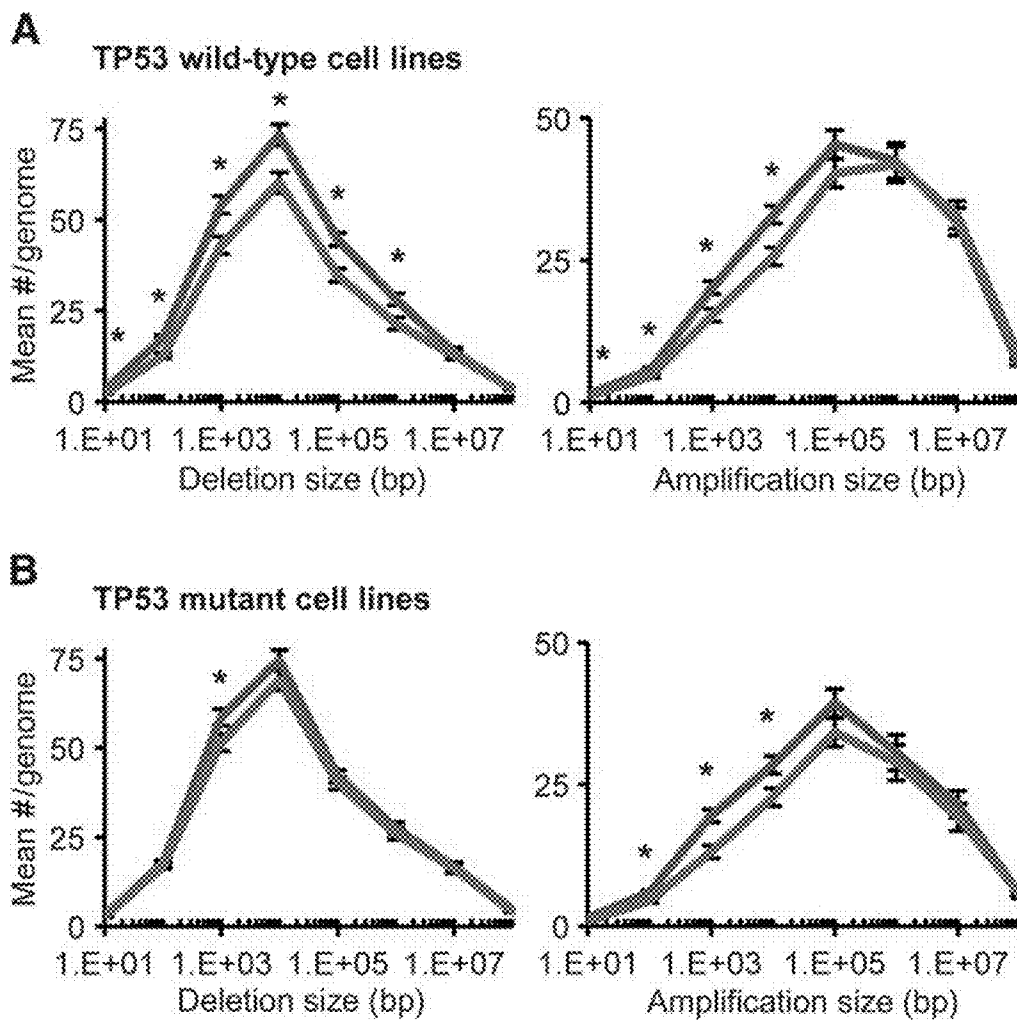 A
TP53 wild-type cell lines
Mean #/genome
75
50
25
0
* * * * * *
1.E+01 1.E+03 1.E+05 1.E+07
Deletion size (bp)
50
25
0
* * * *
1.E+01 1.E+03 1.E+05 1.E+07
Amplification size (bp)
B
TP53 mutant cell lines
Mean #/genome
75
50
25
0
*
1.E+01 1.E+03 1.E+05 1.E+07
Deletion size (bp)
50
25
0
* * *
1.E+01 1.E+03 1.E+05 1.E+07
Amplification size (bp)